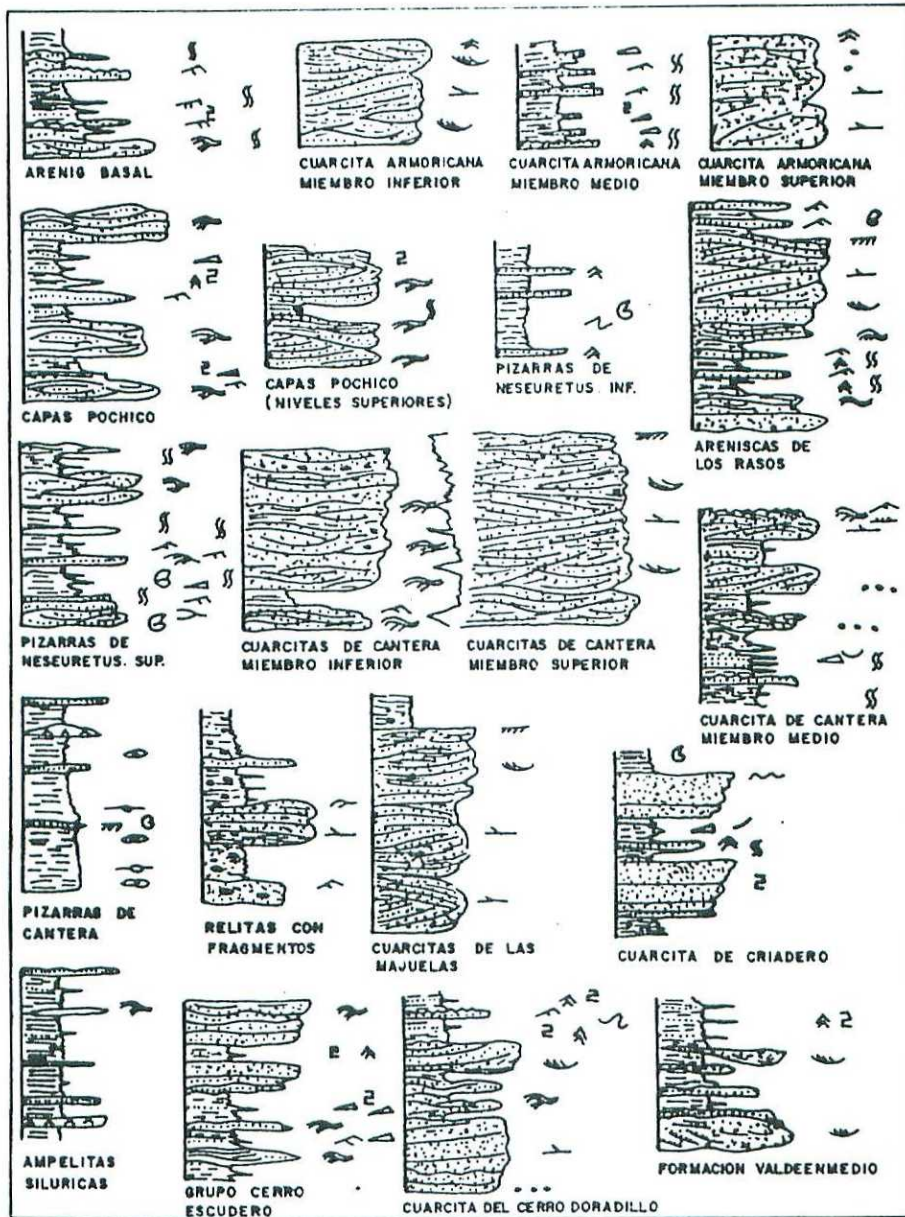 ARENIG BASAL
CUARCITA ARMORICANA
MIEMBRO INFERIOR
CUARCITA ARMORICANA
MIEMBRO MEDIO
CUARCITA ARMORICANA
MIEMBRO SUPERIOR
CAPAS POCHICO
CAPAS POCHICO
(NIVELES SUPERIORES)
PIZARRAS DE
NESEURETUS. INF.
ARENISCAS DE
LOS RASOS
PIZARRAS DE
NESEURETUS. SUP.
CUARCITAS DE CANTERA
MIEMBRO INFERIOR
CUARCITAS DE CANTERA
MIEMBRO SUPERIOR
CUARCITA DE CANTERA
MIEMBRO MEDIO
PIZARRAS DE
CANTERA
RELITAS CON
FRAGMENTOS
CUARCITAS DE LAS
MAJUELAS
CUARCITA DE CRIADERO
AMPELITAS
SILURICAS
GRUPO CERRO
ESCUDERO
CUARCITA DEL CERRO DORADILLO
FORMACION VALDEENMEDIO